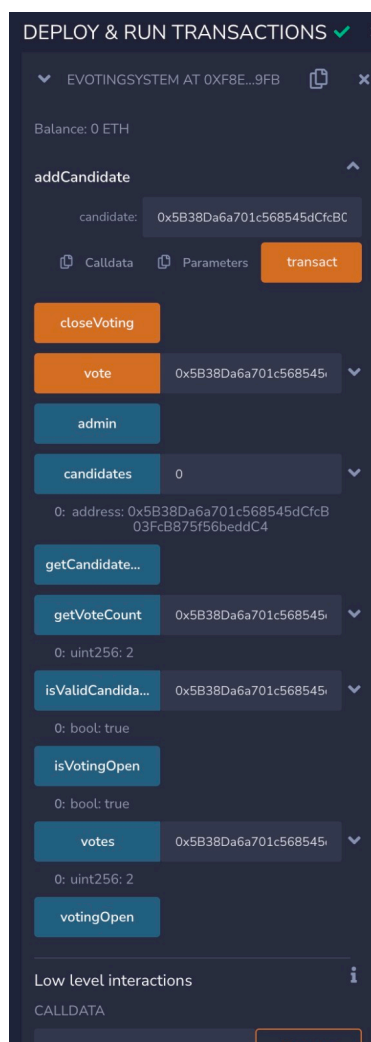 DEPLOY & RUN TRANSACTIONS
EVOTINGSYSTEM AT 0XF8E...9FB
Balance: 0 ETH
addCandidate
candidate: 0x5B38Da6a701c568545dCfcBC
Calldata Parameters transact
closeVoting
vote 0x5B38Da6a701c568545
admin
candidates 0
0: address: 0x5B38Da6a701c568545dCfcB
03FcB875f56beddC4
getCandidate...
getVoteCount 0x5B38Da6a701c568545
0: uint256: 2
isValidCandida... 0x5B38Da6a701c568545
0: bool: true
isVotingOpen
0: bool: true
votes 0x5B38Da6a701c568545
0: uint256: 2
votingOpen
Low level interactions
CALLDATA